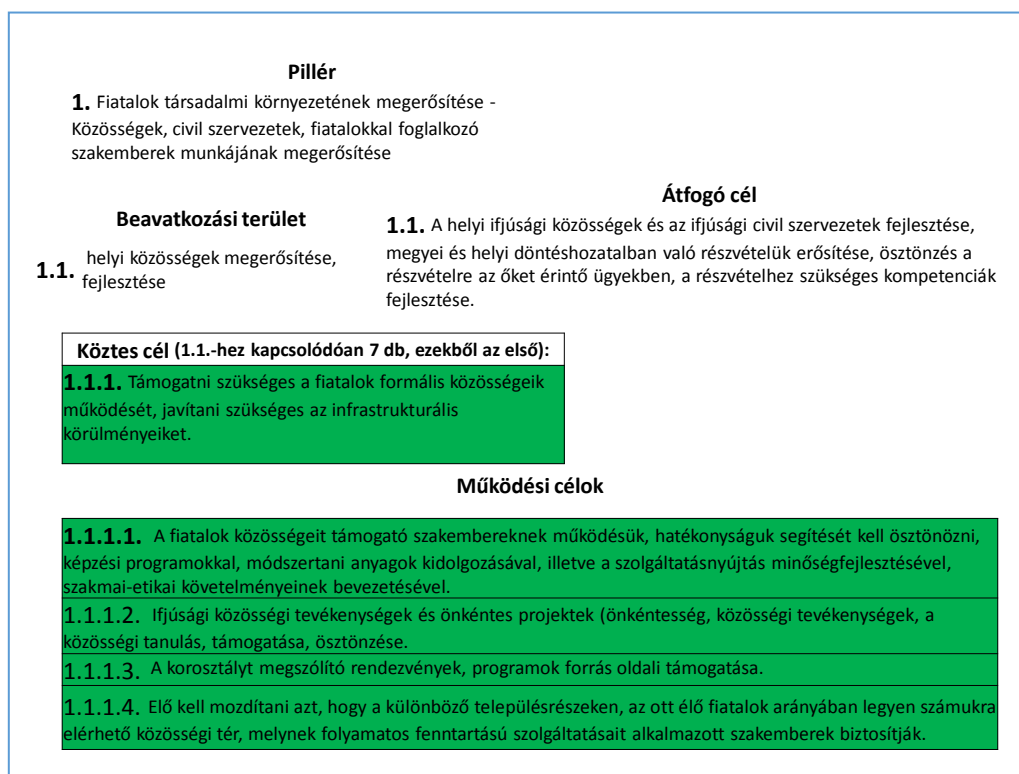 Pillér
1. Fiatalok társadalmi környezetének megerősítése -
Közösségek, civil szervezetek, fiatalokkal foglalkozó
szakemberek munkájának megerősítése
Beavatkozási terület
1.1. helyi közösségek megerősítése,
fejlesztése
Átfogó cél
1.1. A helyi ifjúsági közösségek és az ifjúsági civil szervezetek fejlesztése,
megyei és helyi döntéshozatalban való részvételük erősítése, ösztönzés a
részvételre az őket érintő ügyekben, a részvételhez szükséges kompetenciák
fejlesztése.
Köztes cél (1.1.-hez kapcsolódóan 7 db, ezekből az első):
1.1.1. Támogatni szükséges a fiatalok formális közösségeik
működését, javítani szükséges az infrastrukturális
körülményeiket.
Működési célok
1.1.1.1. A fiatalok közösségeit támogató szakembereknek működésük, hatékonyságuk segítését kell ösztönözni,
képzési programokkal, módszertani anyagok kidolgozásával, illetve a szolgáltatásnyújtás minőségfejlesztésével,
szakmai-etikai követelményeinek bevezetésével.
1.1.1.2. Ifjúsági közösségi tevékenységek és önkéntes projektek (önkéntesség, közösségi tevékenységek, a
közösségi tanulás, támogatása, ösztönzése.
1.1.1.3. A korosztályt megszólító rendezvények, programok forrás oldali támogatása.
1.1.1.4. Elő kell mozdítani azt, hogy a különböző településrészeken, az ott élő fiatalok arányában legyen számukra
elérhető közösségi tér, melynek folyamatos fenntartású szolgáltatásait alkalmazott szakemberek biztosítják.